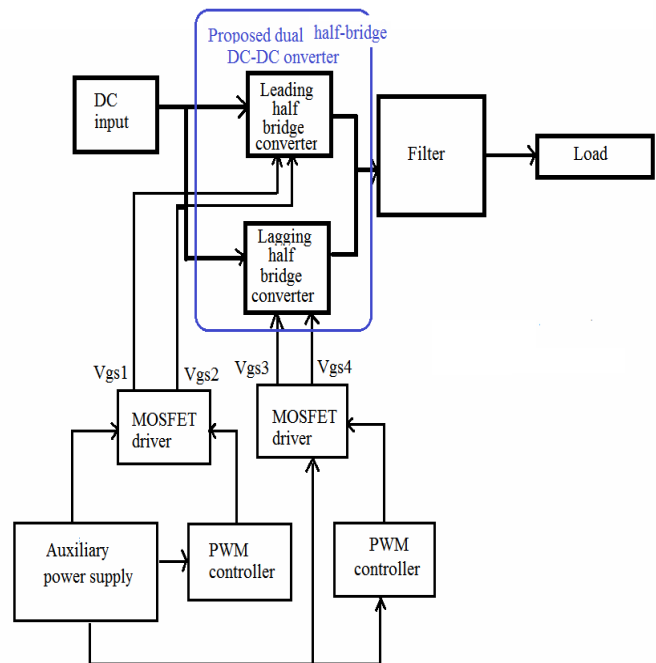 Proposed dual half-bridge
DC-DC onverter
DC
input
Leading
half
bridge
converter
Filter
Load
Lagging
half
bridge
converter
Vgs1
Vgs2
Vgs3
Vgs4
MOSFET
driver
MOSFET
driver
Auxiliary
power supply
PWM
controller
PWM
controller